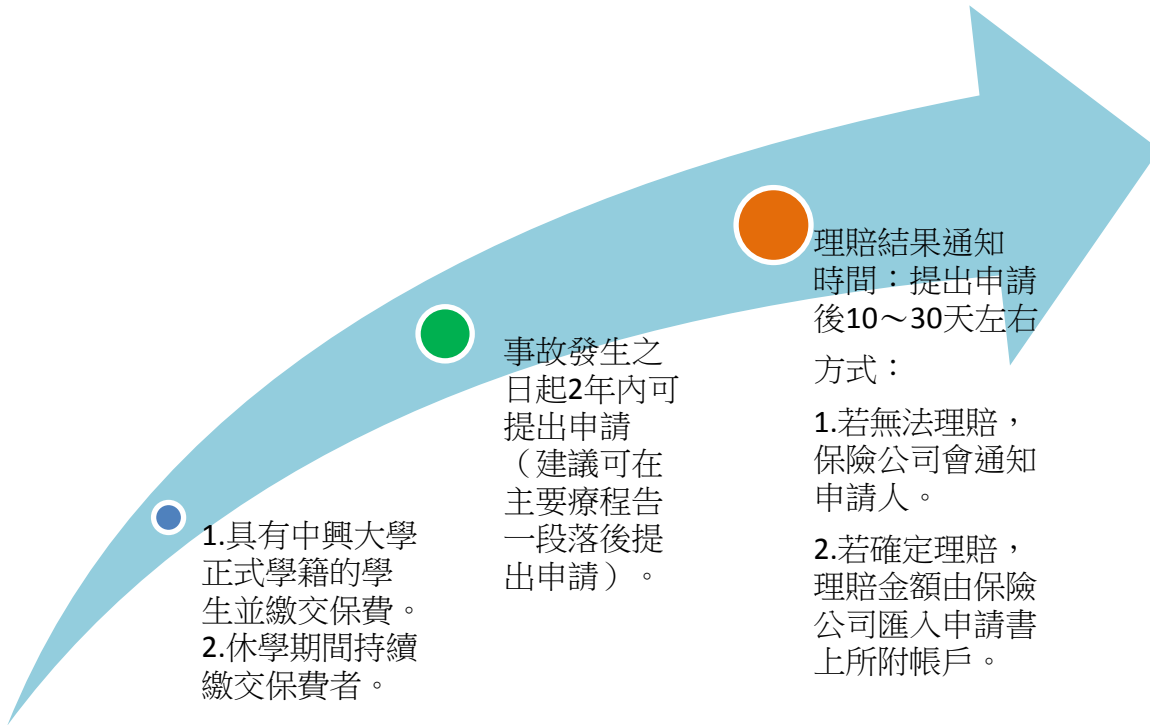 1.具有中興大學
正式學籍的學
生並繳交保費。
2.休學期間持續
繳交保費者。
事故發生之
日起2年內可
提出申請
（建議可在
主要療程告
一段落後提
出申請）。
理賠結果通知
時間：提出申請
後10～30天左右
方式：
1.若無法理賠，
保險公司會通知
申請人。
2.若確定理賠，
理賠金額由保險
公司匯入申請書
上所附帳戶。